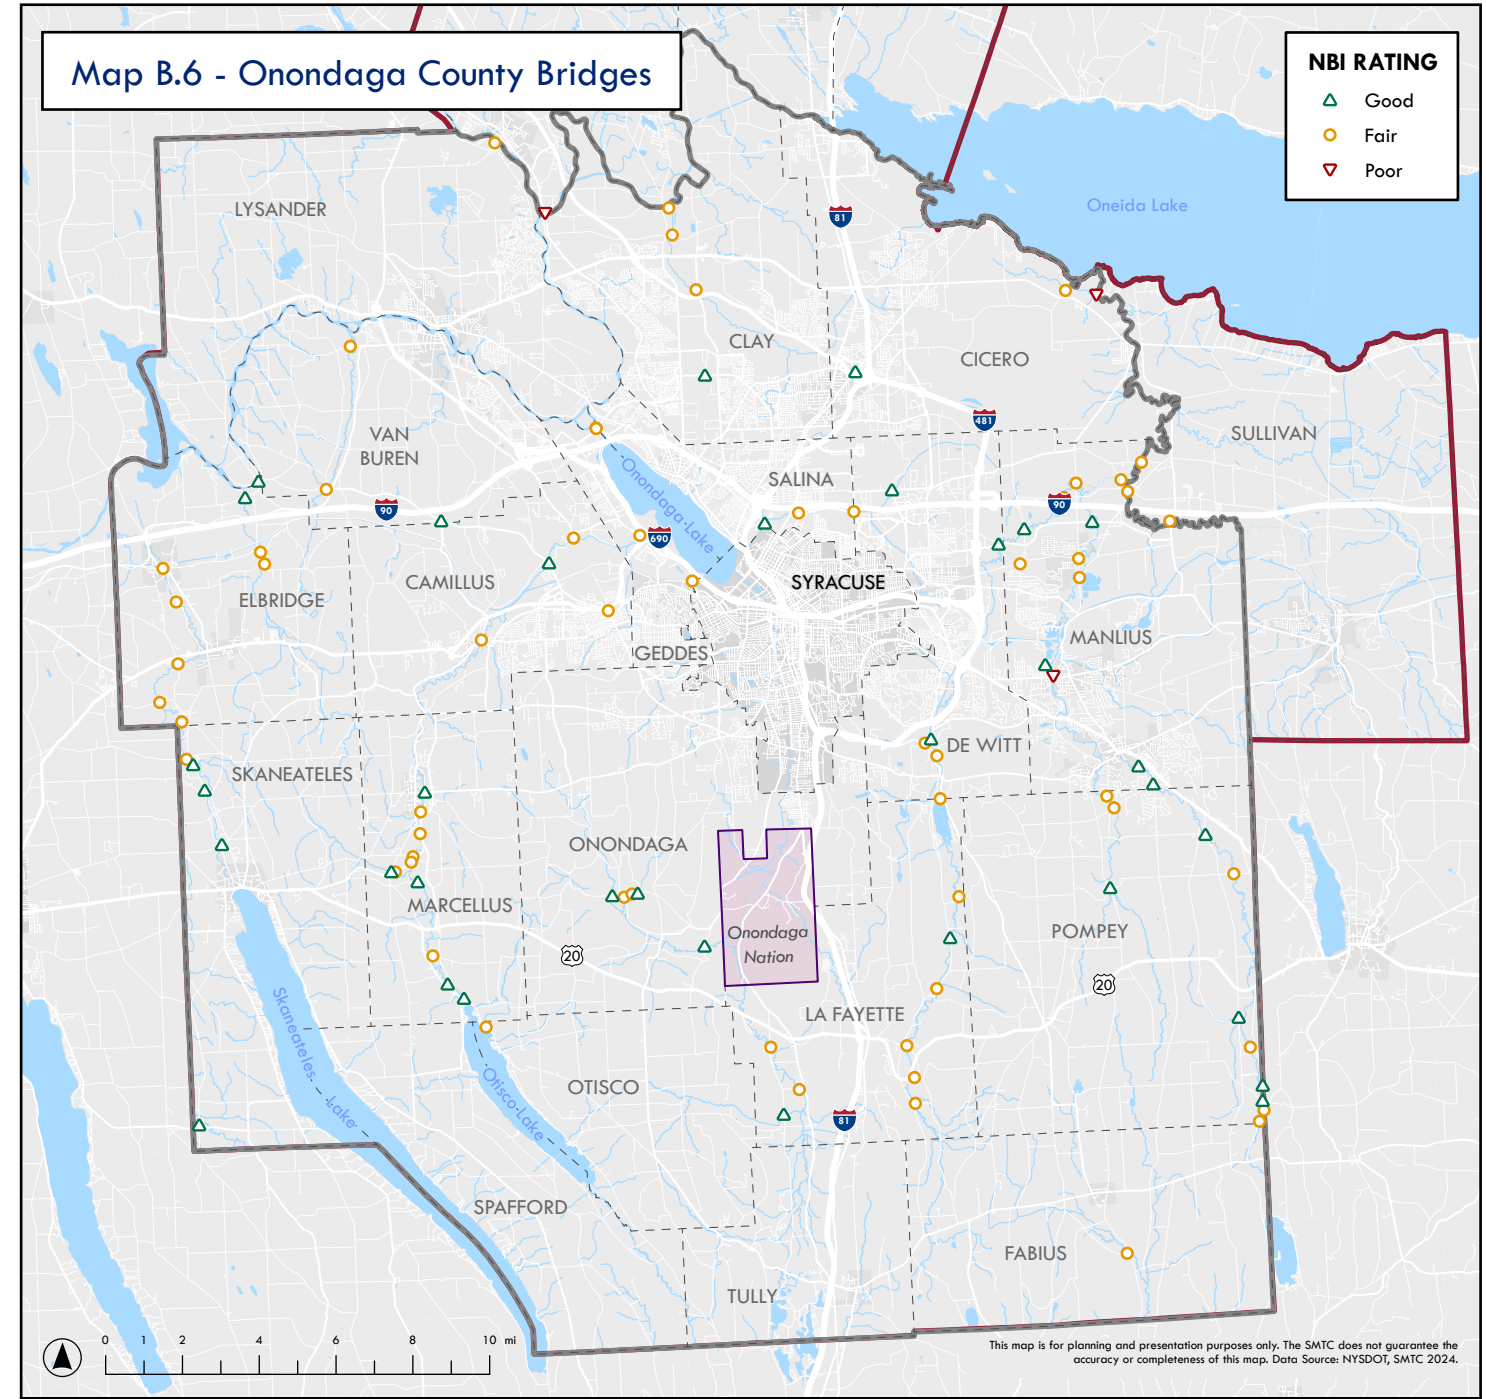 Map B.6 - Onondaga County Bridges
NBI RATING
Good
Fair
Poor
LYSANDER
Oneida Lake
81
CLAY
CICERO
481
VAN
BUREN
SULLIVAN
SALINA
Onondaga Lake
90
90
690
CAMILLUS
SYRACUSE
ELBRIDGE
MANLIUS
GEDDES
DE WITT
SKANEATELES
ONONDAGA
MARCELLUS
Onondaga
Nation
POMPEY
20
20
LA FAYETTE
Skaneateles
Lake
Otisco Lake
OTISCO
81
SPAFFORD
FABIUS
TULLY
0 1 2 4 6 8 10 mi
This map is for planning and presentation purposes only. The SMTC does not guarantee the
accuracy or completeness of this map. Data Source: NYSDOT, SMTC 2024.